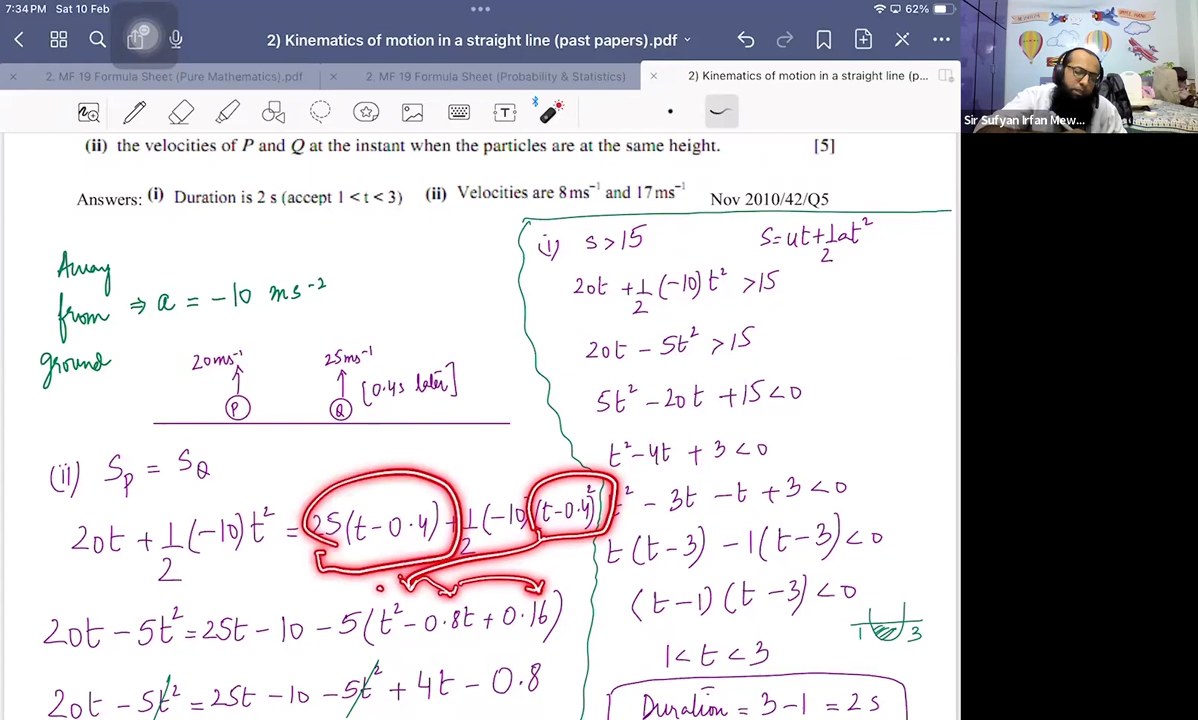 7:34 PM Sat 10 Feb
62%
2) Kinematics of motion in a straight line (past papers).pdf
2. MF 19 Formula Sheet (Pure Mathematics).pdf
2. MF 19 Formula Sheet (Probability & Statistics)
2) Kinematics of motion in a straight line (p...
Sir Sufyan Irfan Mew...
(ii) the velocities of P and Q at the instant when the particles are at the same height. [5]
Answers: (i) Duration is 2 s (accept 1 < t < 3) (ii) Velocities are 8 ms⁻¹ and 17 ms⁻¹ Nov 2010/42/Q5
Away
from ⇒ a = -10 ms⁻²
ground
20ms⁻¹ 25ms⁻¹
P Q [0.4s later]
(ii) Sp = SQ
20t + 1/2 (-10) t² = 25(t-0.4) + 1/2 (-10) (t-0.4)²
20t - 5t² = 25t - 10 - 5(t² - 0.8t + 0.16)
20t - 5t² = 25t - 10 - 5t² + 4t - 0.8
(i) s > 15 s = ut + 1/2 at²
20t + 1/2 (-10) t² > 15
20t - 5t² > 15
5t² - 20t + 15 < 0
t² - 4t + 3 < 0
² - 3t - t + 3 < 0
t(t-3) - 1(t-3) < 0
(t-1) (t-3) < 0
1 3
1 < t < 3
Duration = 3 - 1 = 2 s